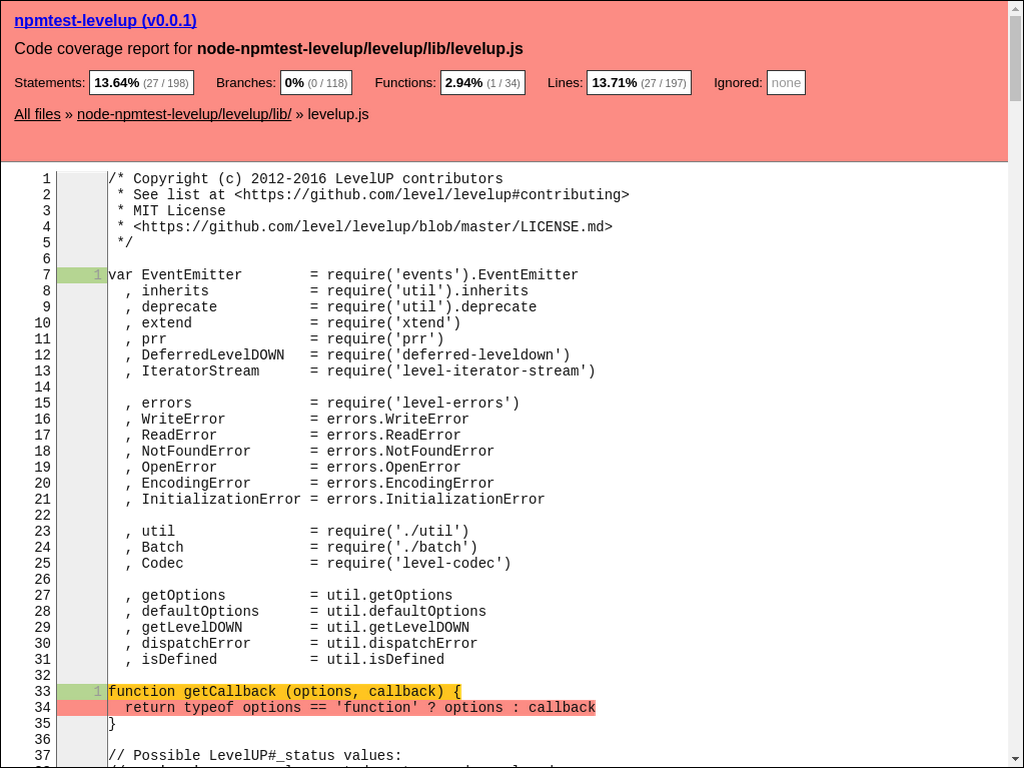 npmtest-levelup (v0.0.1)
Code coverage report for node-npmtest-levelup/levelup/lib/levelup.js
Statements: 13.64% (27 / 198) Branches: 0% (0 / 118) Functions: 2.94% (1 / 34) Lines: 13.71% (27 / 197) Ignored: none
All files » node-npmtest-levelup/levelup/lib/ » levelup.js
1 /* Copyright (c) 2012-2016 LevelUP contributors
2  * See list at <https://github.com/level/levelup#contributing>
3  * MIT License
4  * <https://github.com/level/levelup/blob/master/LICENSE.md>
5  */
6
7 1 var EventEmitter        = require('events').EventEmitter
8   , inherits            = require('util').inherits
9   , deprecate           = require('util').deprecate
10   , extend              = require('xtend')
11   , prr                 = require('prr')
12   , DeferredLevelDOWN   = require('deferred-leveldown')
13   , IteratorStream      = require('level-iterator-stream')
14
15   , errors              = require('level-errors')
16   , WriteError          = errors.WriteError
17   , ReadError           = errors.ReadError
18   , NotFoundError       = errors.NotFoundError
19   , OpenError           = errors.OpenError
20   , EncodingError       = errors.EncodingError
21   , InitializationError = errors.InitializationError
22
23   , util                = require('./util')
24   , Batch               = require('./batch')
25   , Codec               = require('level-codec')
26
27   , getOptions          = util.getOptions
28   , defaultOptions      = util.defaultOptions
29   , getLevelDOWN        = util.getLevelDOWN
30   , dispatchError       = util.dispatchError
31   , isDefined           = util.isDefined
32
33 1 function getCallback (options, callback) {
34   return typeof options == 'function' ? options : callback
35 }
36
37 // Possible LevelUP#_status values: